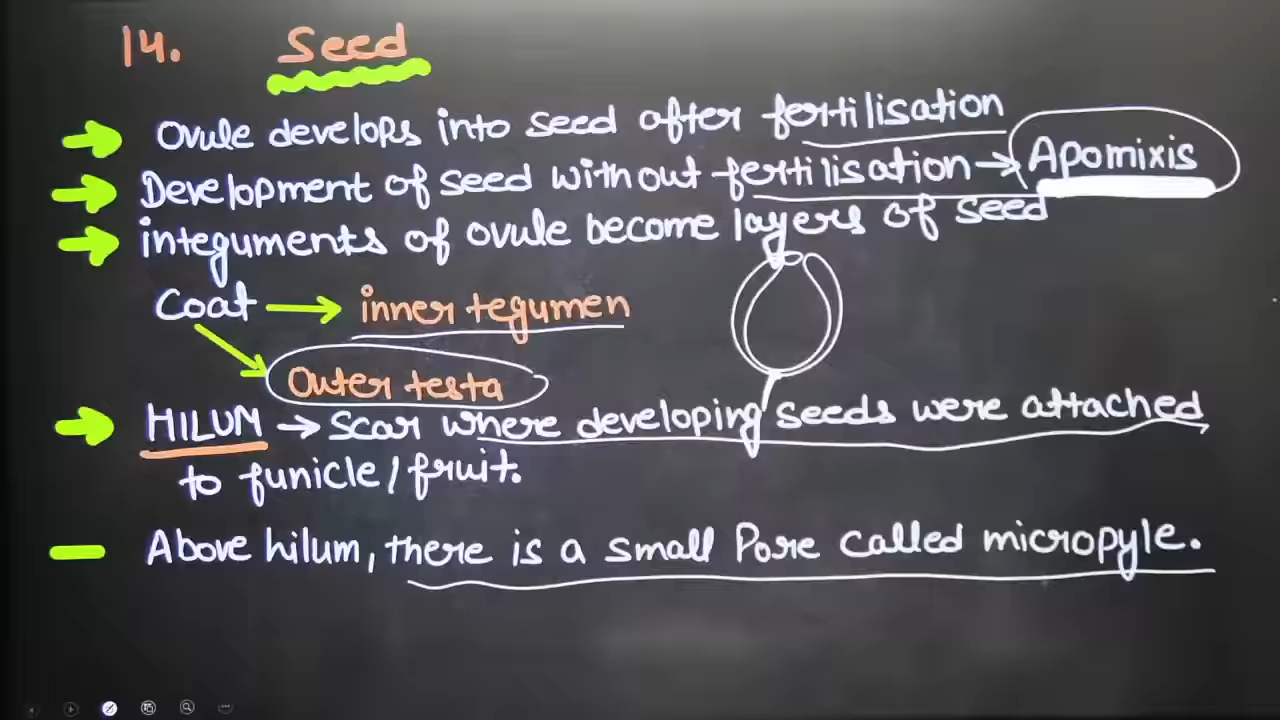 14. Seed
Ovule develops into seed after fertilisation
Development of seed without fertilisation → Apomixis
integuments of ovule become layers of seed
Coat → inner tegumen
Outer testa
HILUM → Scar where developing seeds were attached
to funicle/fruit.
Above hilum, there is a small Pore called micropyle.